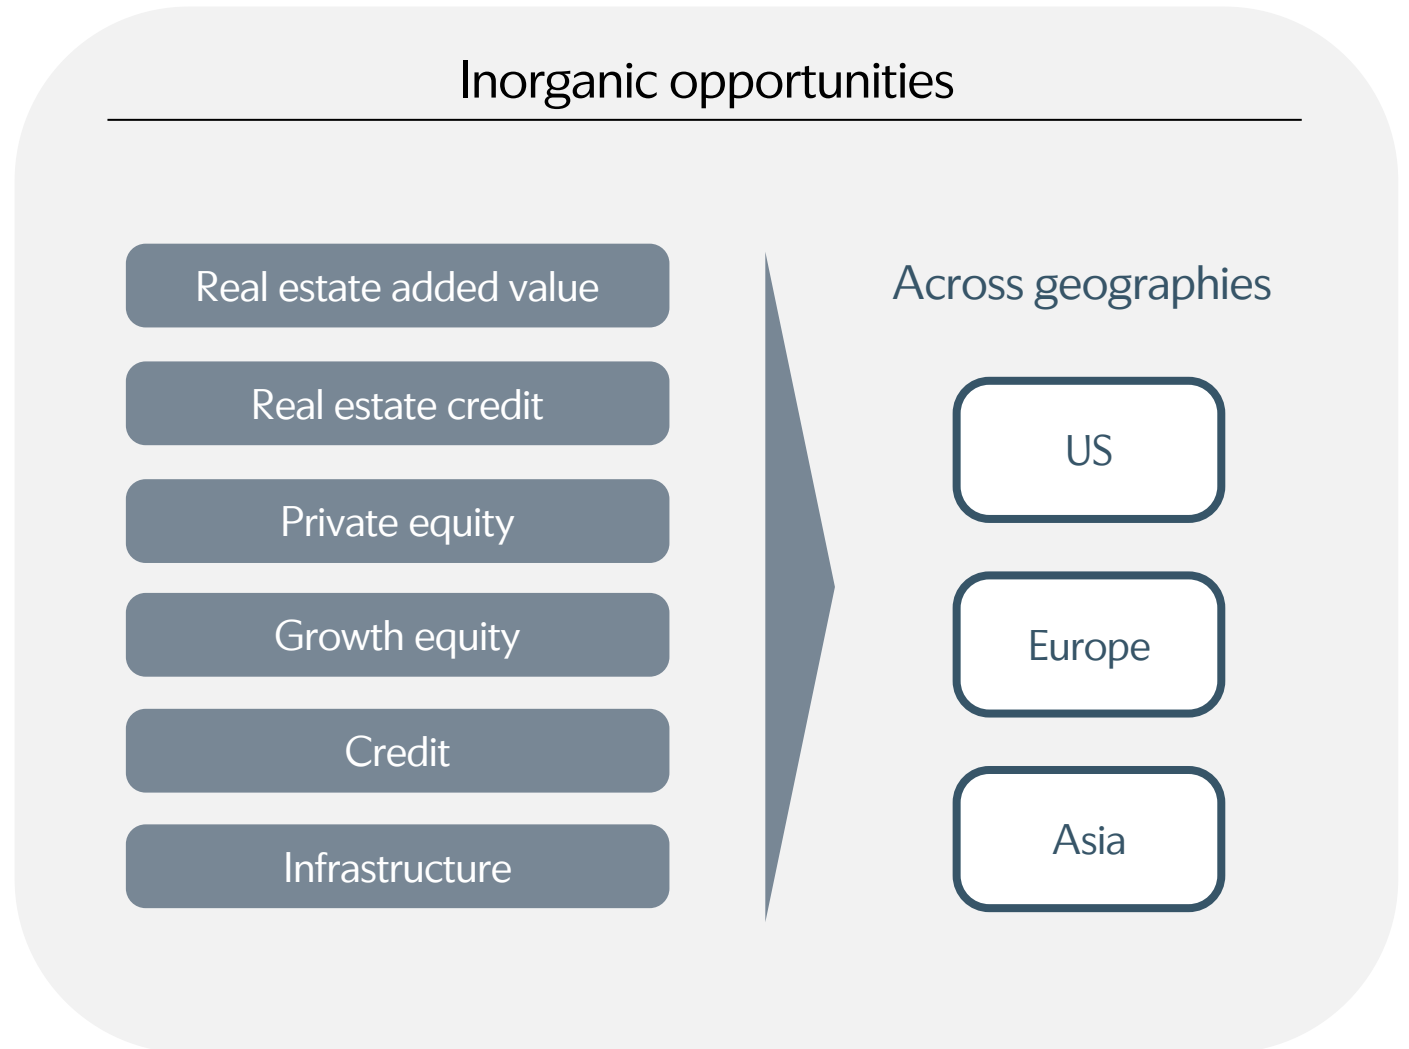 Inorganic opportunities
Real estate added value
Real estate credit
Private equity
Growth equity
Credit
Infrastructure
Across geographies
US
Europe
Asia